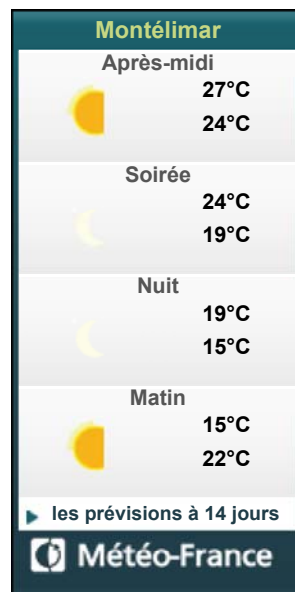 Montélimar
Après-midi
27°C
24°C
Soirée
24°C
19°C
Nuit
19°C
15°C
Matin
15°C
22°C
les prévisions à 14 jours
Météo-France